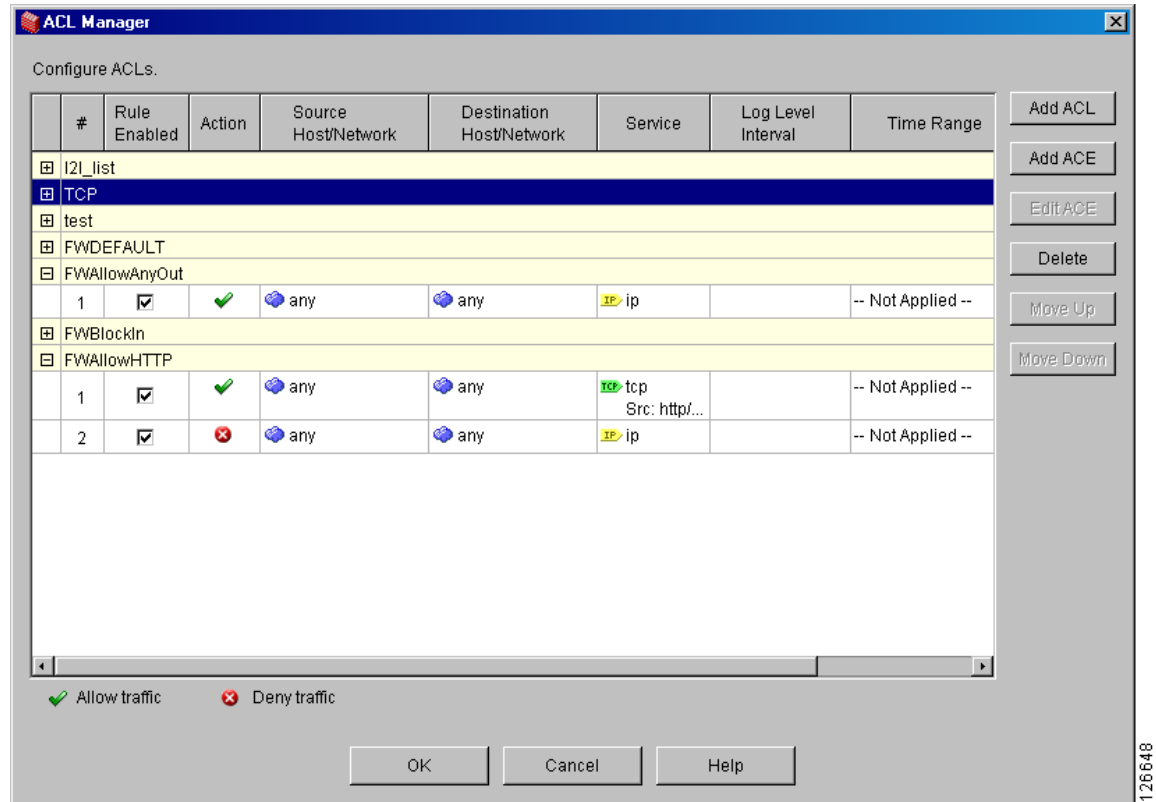 ACL Manager
Configure ACLs.
# Rule Enabled Action Source Host/Network Destination Host/Network Service Log Level Interval Time Range
l2l_list
TCP
test
FWDEFAULT
FWAllowAnyOut
1 any any IP ip -- Not Applied --
FWBlockIn
FWAllowHTTP
1 any any TCP tcp -- Not Applied --
Src: http/...
2 any any IP ip -- Not Applied --
Add ACL
Add ACE
Edit ACE
Delete
Move Up
Move Down
Allow traffic Deny traffic
OK Cancel Help
126648